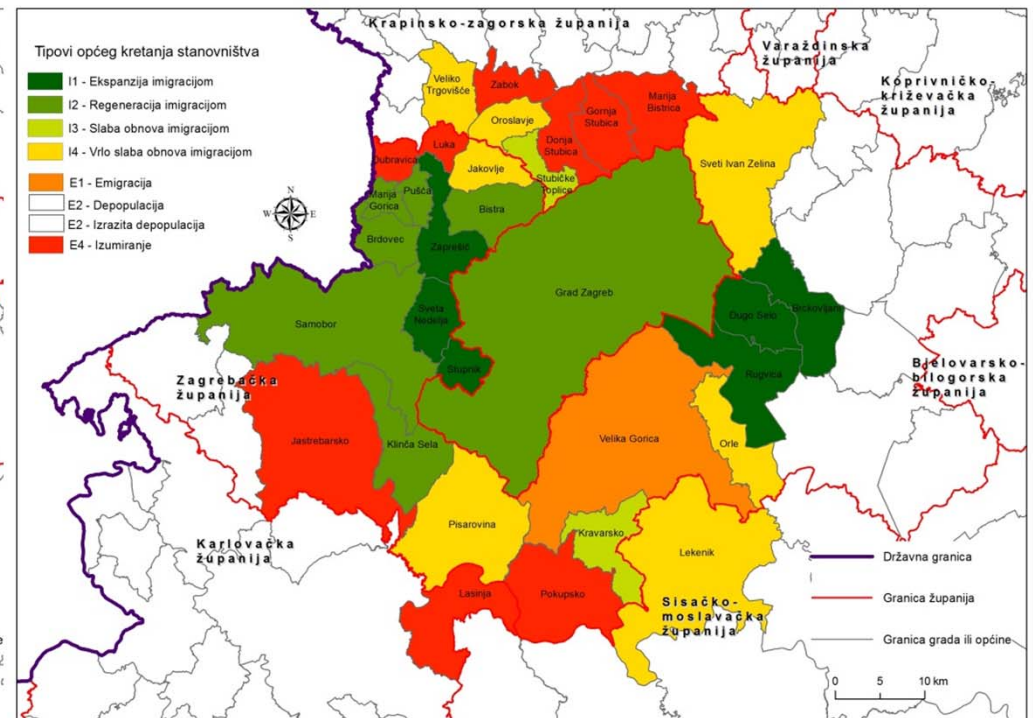 Krapinsko-zagorska županija
Varaždinska
županija
Koprivničko-
križevačka
županija
Tipovi općeg kretanja stanovništva
I1 - Ekspanzija imigracijom
I2 - Regeneracija imigracijom
I3 - Slaba obnova imigracijom
I4 - Vrlo slaba obnova imigracijom
E1 - Emigracija
E2 - Depopulacija
E2 - Izrazita depopulacija
E4 - Izumiranje
N
W E
S
Veliko
Trgovišće
Zabok
Marija
Bistrica
Gornja
Stubica
Oroslavje
Donja
Stubica
Luka
Dubravica
Jakovlje
Stubičke
Toplice
Sveti Ivan Zelina
Pušća
Marija
Gorica
Bistra
Brdovec
Zaprešić
Grad Zagreb
Sveta
Nedelja
Dugo Selo
Brckovljani
Samobor
Stupnik
Rugvica
Bjelovarsko-
bilogorska
županija
Zagrebačka
županija
Jastrebarsko
Klinča Sela
Velika Gorica
Orle
Pisarovina
Kravarsko
Lekenik
Karlovačka
županija
Lasinja
Pokupsko
Sisačko-
moslavačka
županija
Državna granica
Granica županija
Granica grada ili općine
0 5 10 km